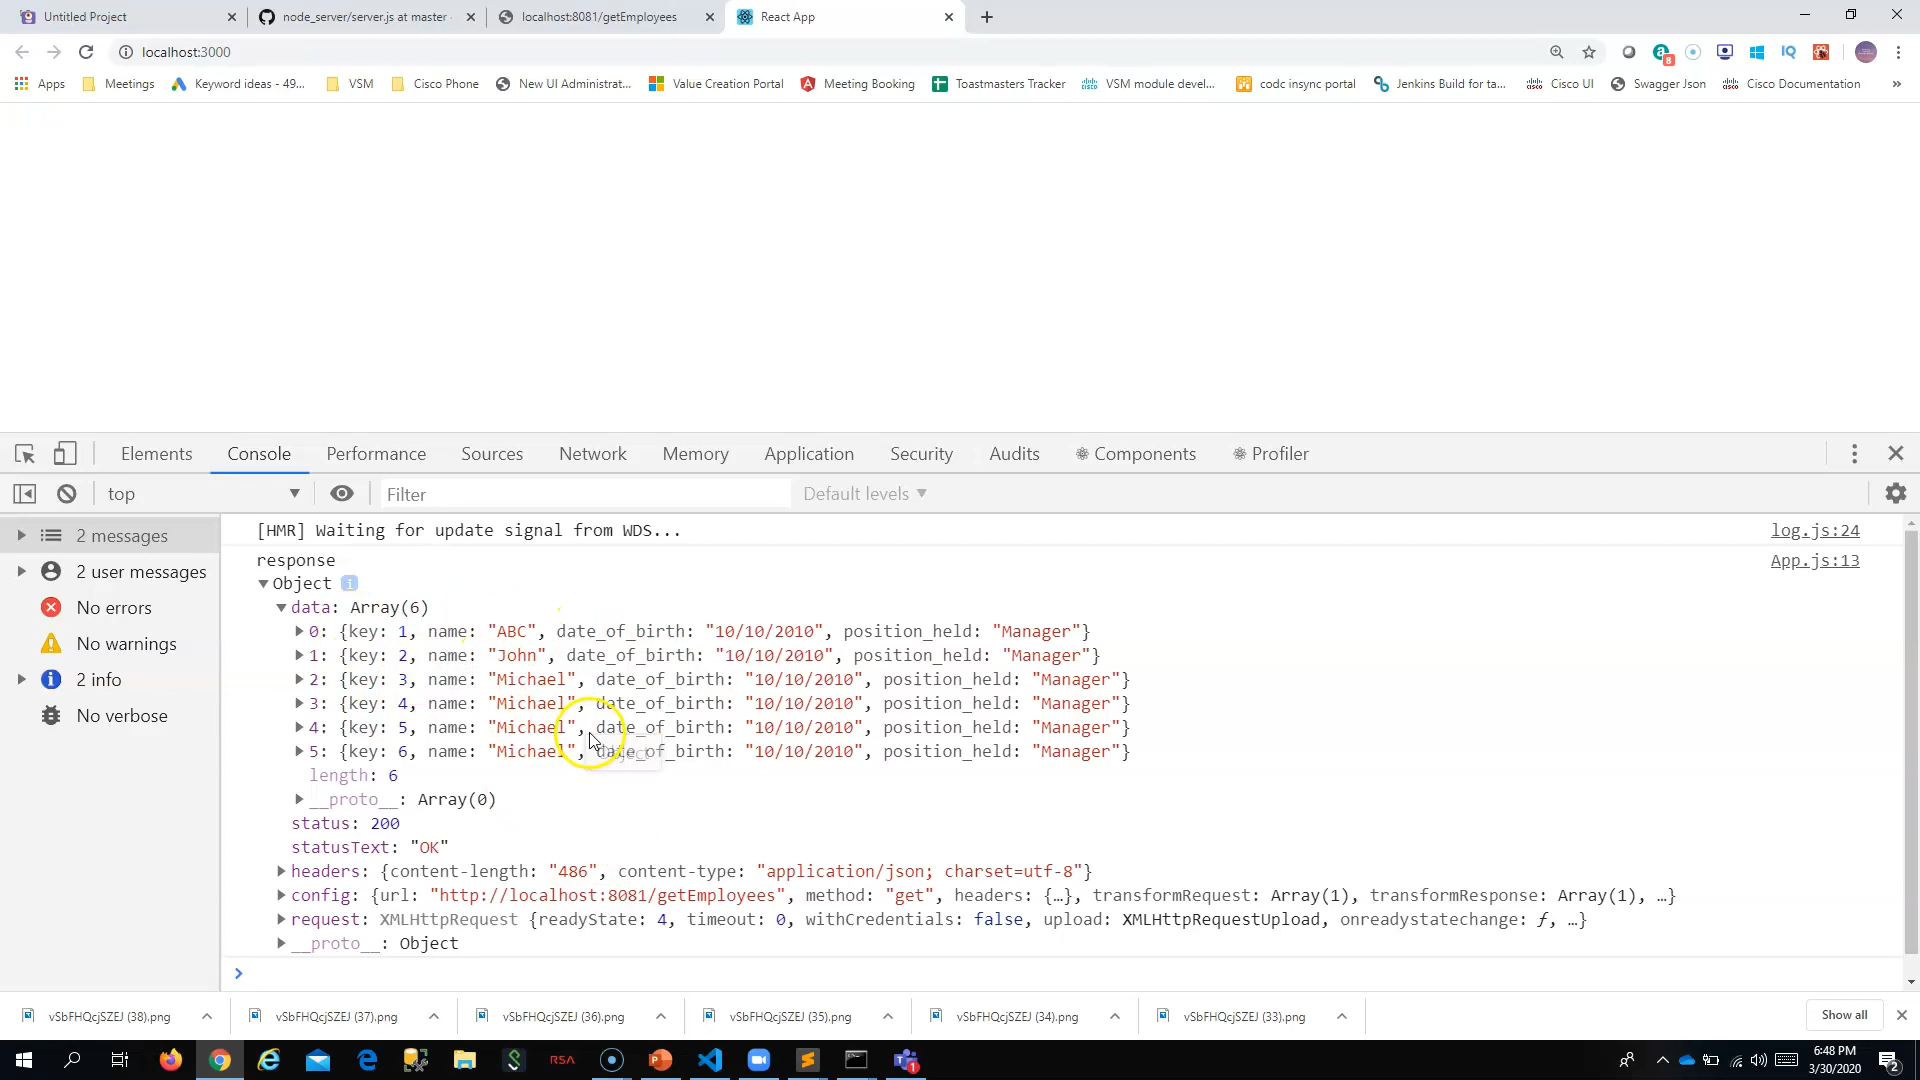 Untitled Project
node_server/server.js at master
localhost:8081/getEmployees
React App
localhost:3000
8
Apps
Meetings
Keyword ideas - 49...
VSM
Cisco Phone
New UI Administrat...
Value Creation Portal
Meeting Booking
Toastmasters Tracker
VSM module devel...
codc insync portal
Jenkins Build for ta...
Cisco UI
Swagger Json
Cisco Documentation
»
Elements Console Performance Sources Network Memory Application Security Audits Components Profiler
top
Filter
Default levels
2 messages
2 user messages
No errors
No warnings
2 info
No verbose
[HMR] Waiting for update signal from WDS... log.js:24
response App.js:13
Object i
data: Array(6)
0: {key: 1, name: "ABC", date_of_birth: "10/10/2010", position_held: "Manager"}
1: {key: 2, name: "John", date_of_birth: "10/10/2010", position_held: "Manager"}
2: {key: 3, name: "Michael", date_of_birth: "10/10/2010", position_held: "Manager"}
3: {key: 4, name: "Michael", date_of_birth: "10/10/2010", position_held: "Manager"}
4: {key: 5, name: "Michael", date_of_birth: "10/10/2010", position_held: "Manager"}
5: {key: 6, name: "Michael", date_of_birth: "10/10/2010", position_held: "Manager"}
length: 6
__proto__: Array(0)
status: 200
statusText: "OK"
headers: {content-length: "486", content-type: "application/json; charset=utf-8"}
config: {url: "http://localhost:8081/getEmployees", method: "get", headers: {…}, transformRequest: Array(1), transformResponse: Array(1), …}
request: XMLHttpRequest {readyState: 4, timeout: 0, withCredentials: false, upload: XMLHttpRequestUpload, onreadystatechange: ƒ, …}
__proto__: Object
vSbFHQcjSZEJ (38).png
vSbFHQcjSZEJ (37).png
vSbFHQcjSZEJ (36).png
vSbFHQcjSZEJ (35).png
vSbFHQcjSZEJ (34).png
vSbFHQcjSZEJ (33).png
Show all
RSA
6:48 PM
3/30/2020
2